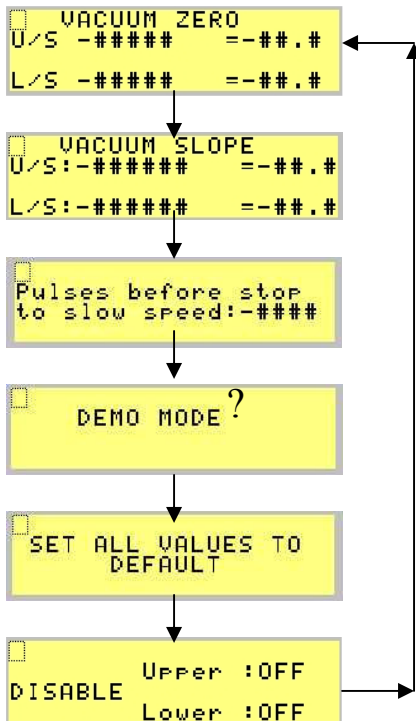 VACUUM ZERO
U/S -##### =-##.#
L/S -##### =-##.#
VACUUM SLOPE
U/S:-###### =-##.#
L/S:-###### =-##.#
Pulses before stop
to slow speed:-####
DEMO MODE ?
SET ALL VALUES TO
DEFAULT
Upper :OFF
DISABLE
Lower :OFF